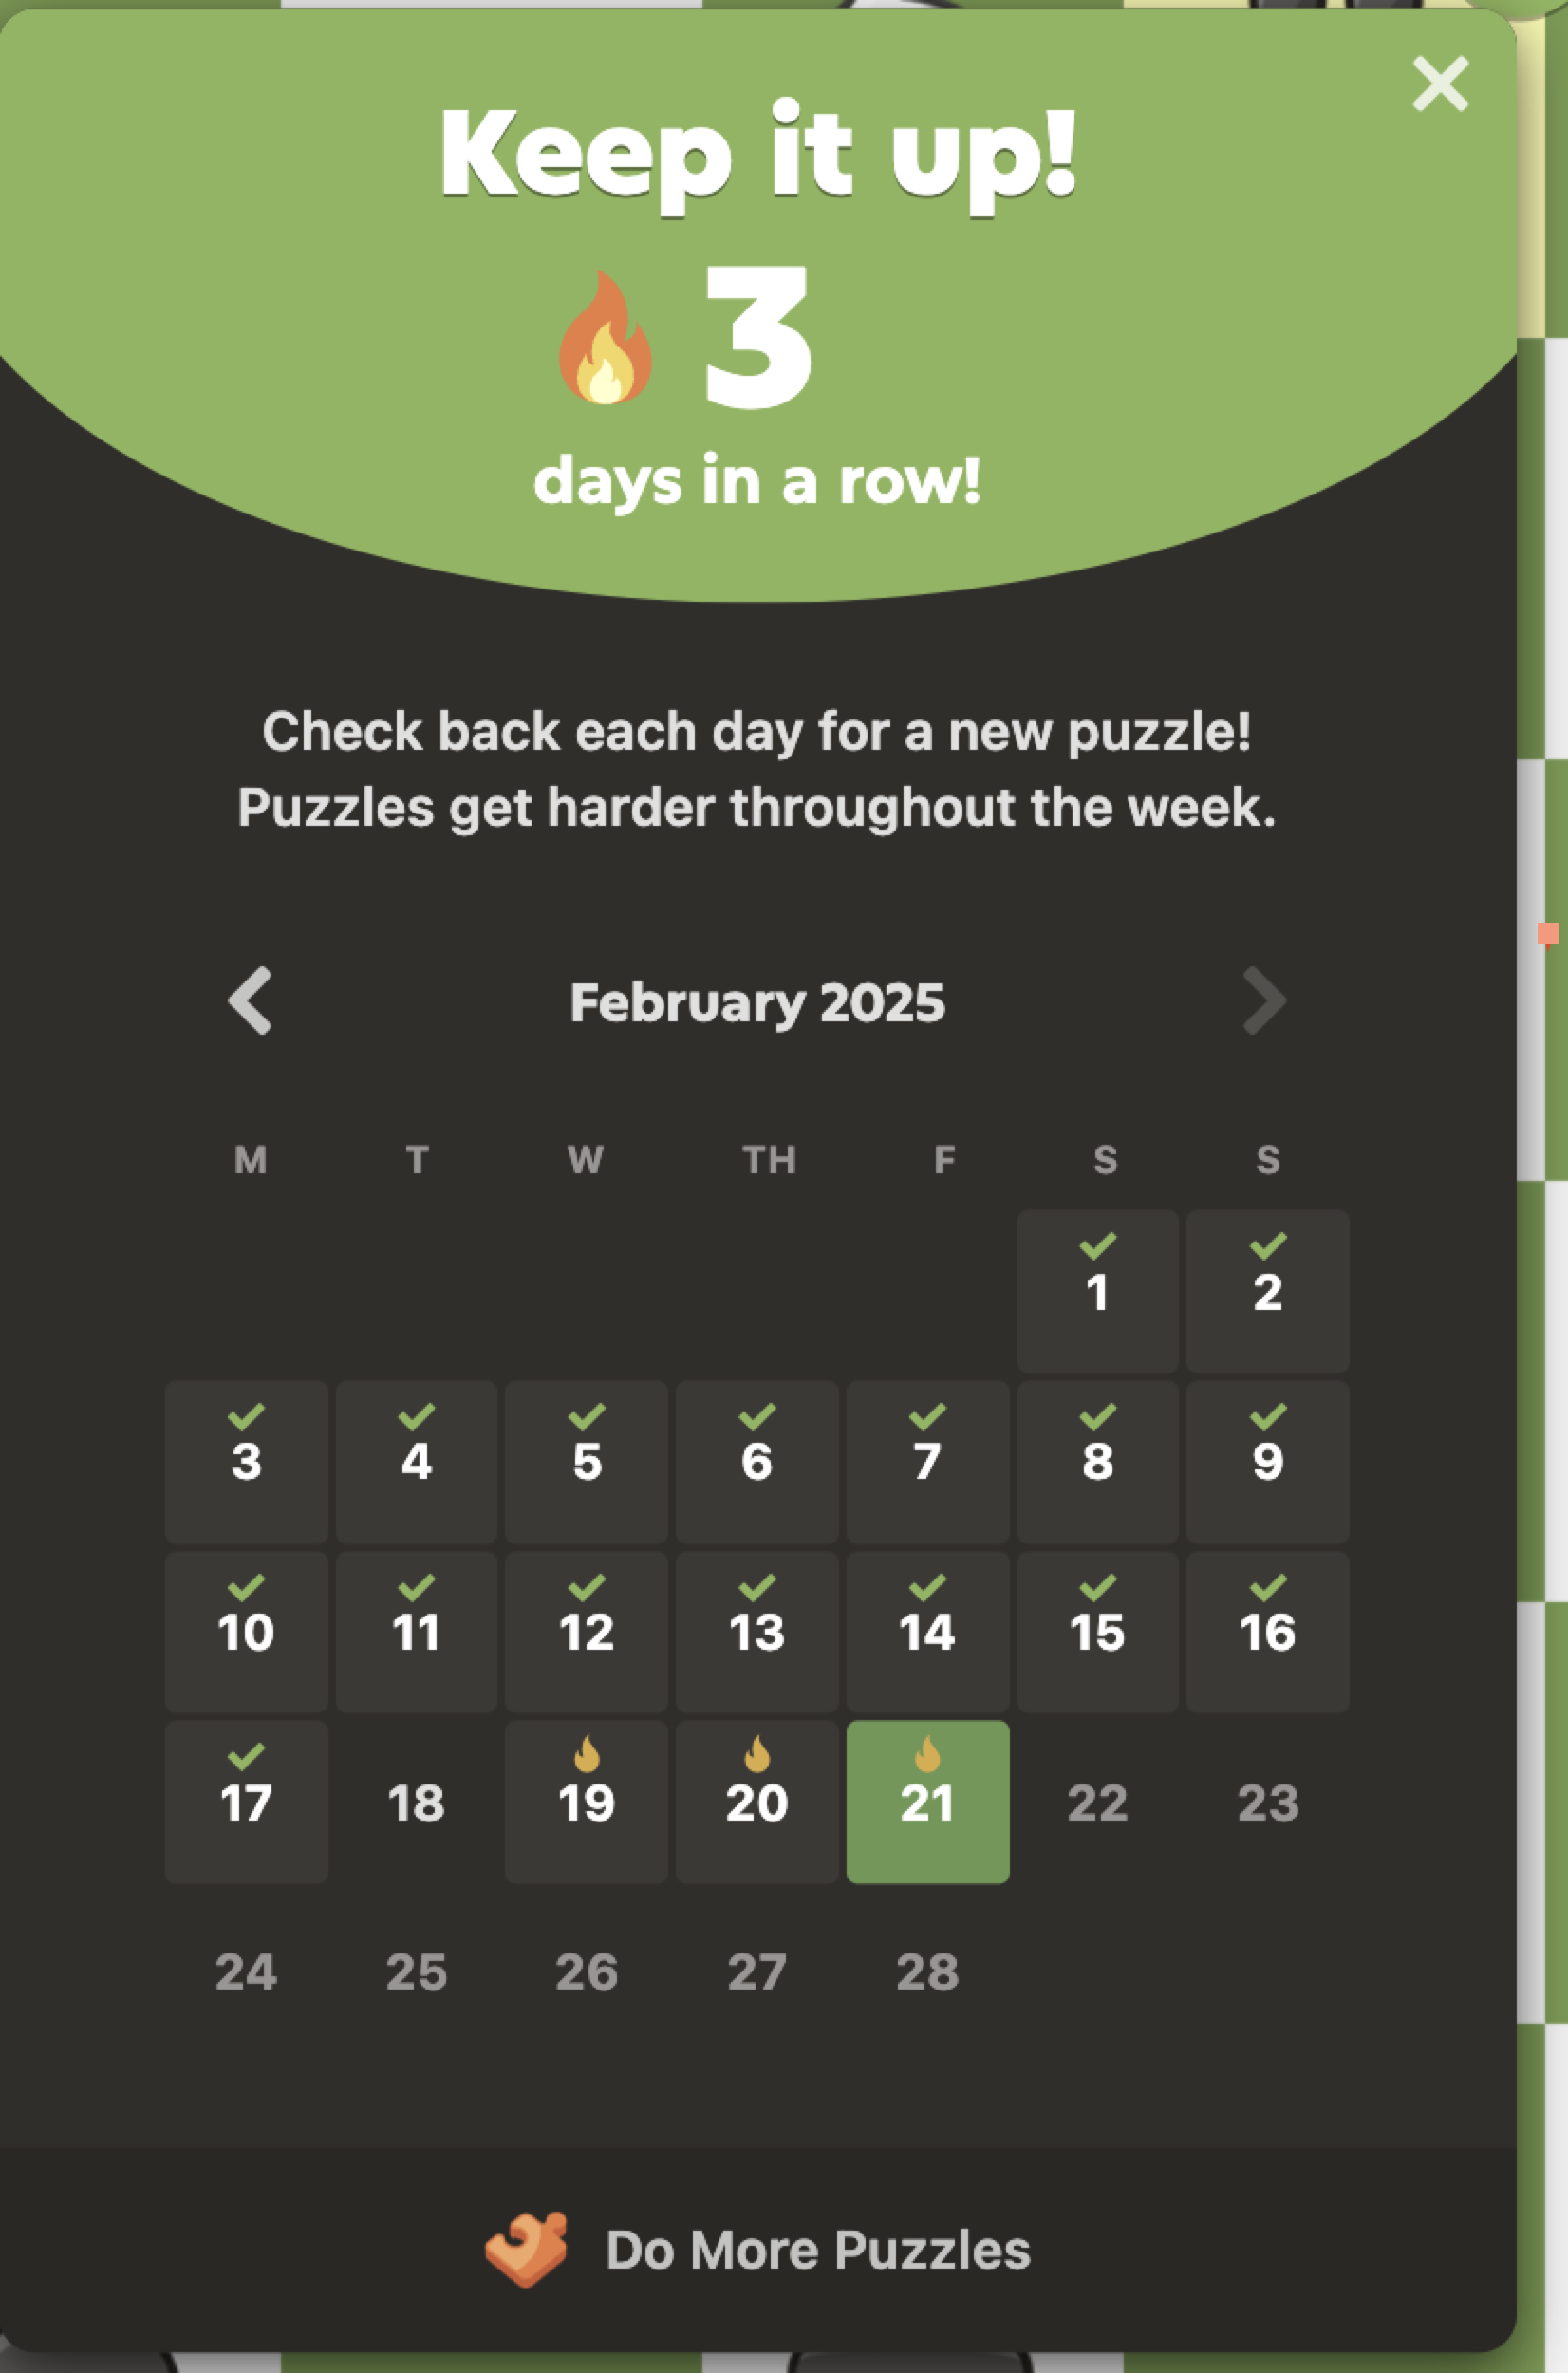 Keep it up!
3
days in a row!
Check back each day for a new puzzle!
Puzzles get harder throughout the week.
February 2025
M T W TH F S S
1 2
3 4 5 6 7 8 9
10 11 12 13 14 15 16
17 18 19 20 21 22 23
24 25 26 27 28
Do More Puzzles